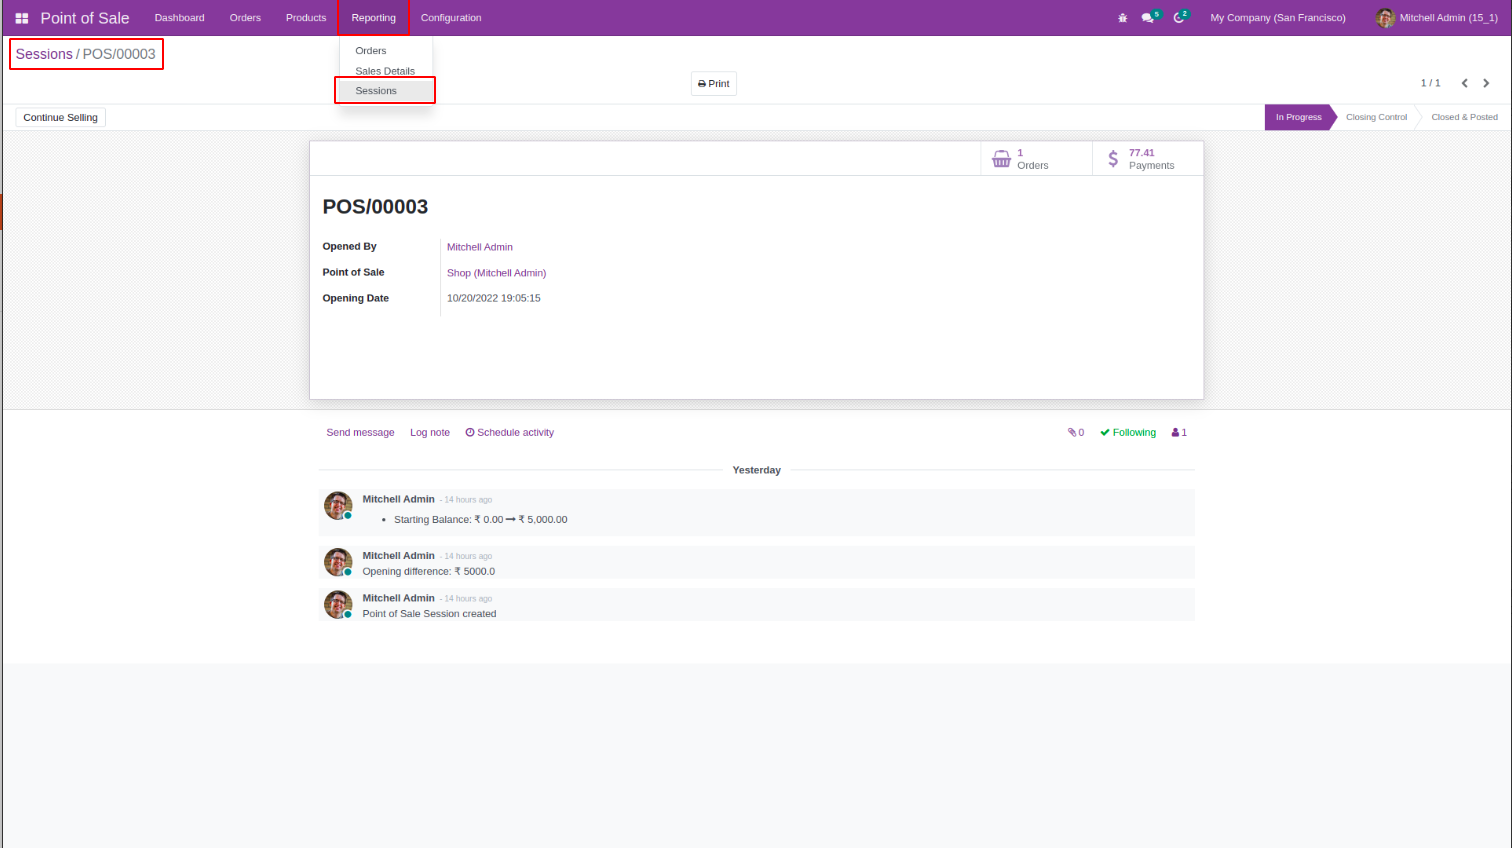 Point of Sale Dashboard Orders Products Reporting Configuration 5 2 My Company (San Francisco) Mitchell Admin (15_1)
Sessions / POS/00003
Orders
Sales Details
Sessions
Print
1 / 1
Continue Selling
In Progress Closing Control Closed & Posted
1
Orders
77.41
Payments
POS/00003
Opened By Mitchell Admin
Point of Sale Shop (Mitchell Admin)
Opening Date 10/20/2022 19:05:15
Send message Log note Schedule activity 0 Following 1
Yesterday
Mitchell Admin - 14 hours ago
• Starting Balance: ₹ 0.00 → ₹ 5,000.00
Mitchell Admin - 14 hours ago
Opening difference: ₹ 5000.0
Mitchell Admin - 14 hours ago
Point of Sale Session created